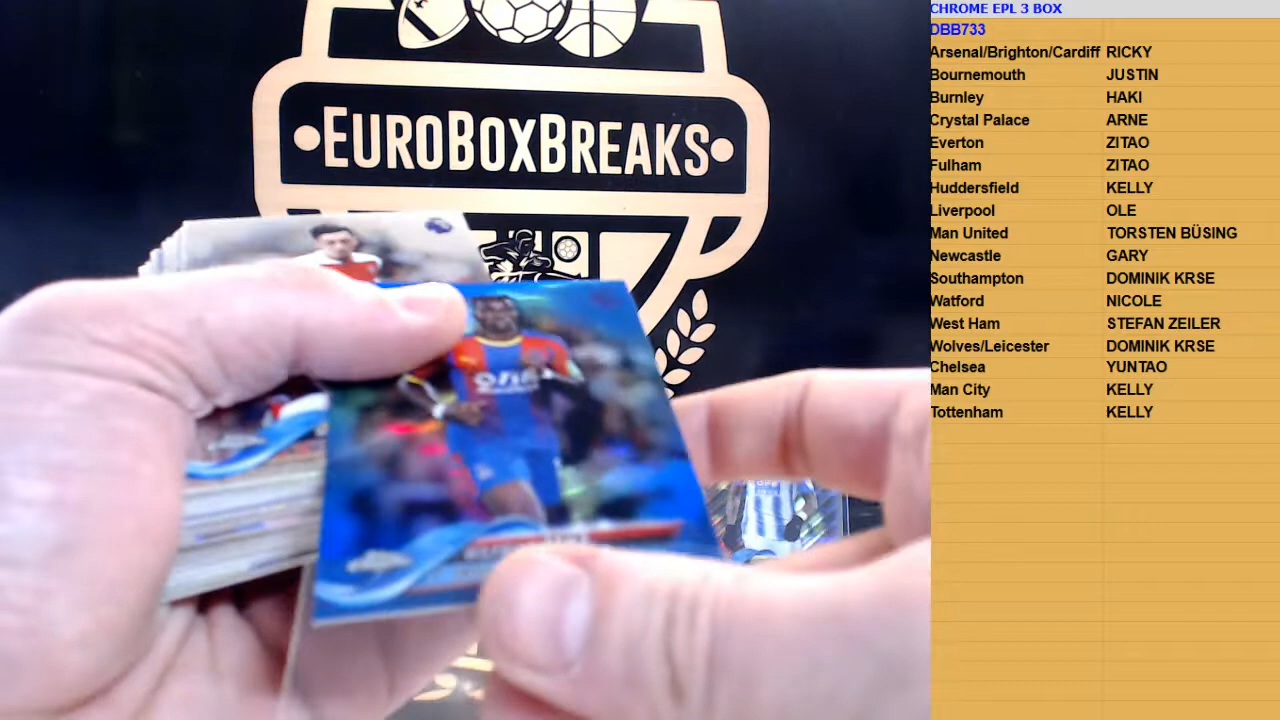 EUROBOXBREAKS
CHROME EPL 3 BOX
DBB733
Arsenal/Brighton/Cardiff RICKY
Bournemouth JUSTIN
Burnley HAKI
Crystal Palace ARNE
Everton ZITAO
Fulham ZITAO
Huddersfield KELLY
Liverpool OLE
Man United TORSTEN BÜSING
Newcastle GARY
Southampton DOMINIK KRSE
Watford NICOLE
West Ham STEFAN ZEILER
Wolves/Leicester DOMINIK KRSE
Chelsea YUNTAO
Man City KELLY
Tottenham KELLY